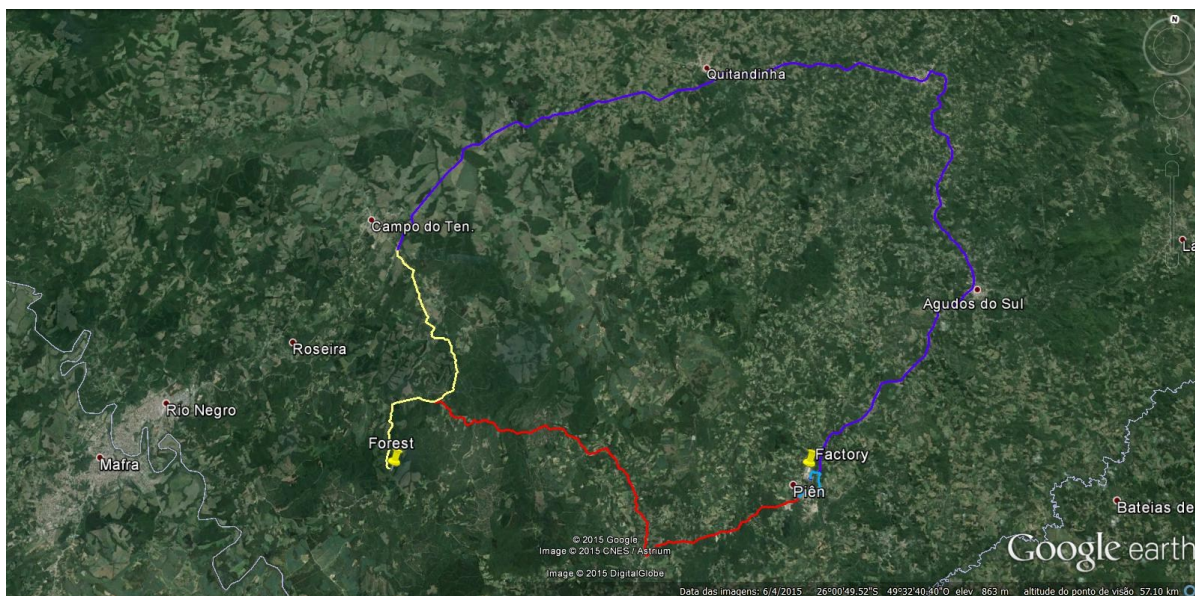 N
Quitandinha
Campo do Ten.
La
Agudos do Sul
Roseira
Rio Negro
Forest
Factory
Mafra
Piên
Bateias de
© 2015 Google
Image © 2015 CNES / Astrium
Image © 2015 DigitalGlobe
Google earth
Data das imagens: 6/4/2015 26°00'49.52"S 49°32'40.40"O elev 863 m altitude do ponto de visão 57.10 km